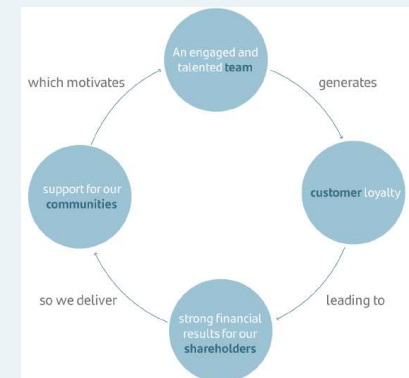 An engaged and
talented team
generates
customer loyalty
leading to
strong financial
results for our
shareholders
so we deliver
support for our
communities
which motivates